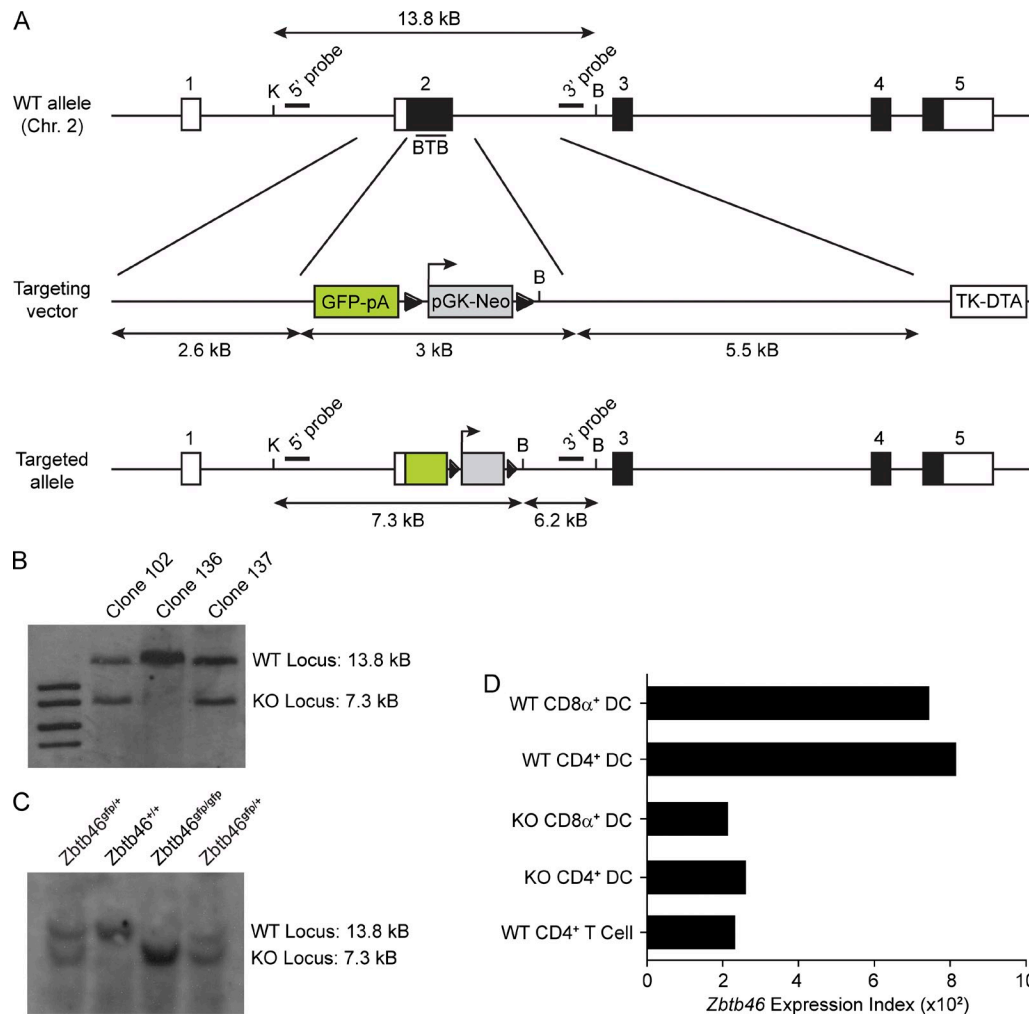 A
13.8 kB
1 K 5' probe 2 3' probe B 3 4 5
WT allele
(Chr. 2)
BTB
Targeting
vector
GFP-pA pGK-Neo B TK-DTA
2.6 kB 3 kB 5.5 kB
1 K 5' probe B 3' probe B 3 4 5
Targeted
allele
7.3 kB 6.2 kB
B
Clone 102 Clone 136 Clone 137
WT Locus: 13.8 kB
KO Locus: 7.3 kB
C
Zbtb46gfp/+ Zbtb46+/+ Zbtb46gfp/gfp Zbtb46gfp/+
WT Locus: 13.8 kB
KO Locus: 7.3 kB
D
WT CD8α+ DC
WT CD4+ DC
KO CD8α+ DC
KO CD4+ DC
WT CD4+ T Cell
0 2 4 6 8 10
Zbtb46 Expression Index (x10²)